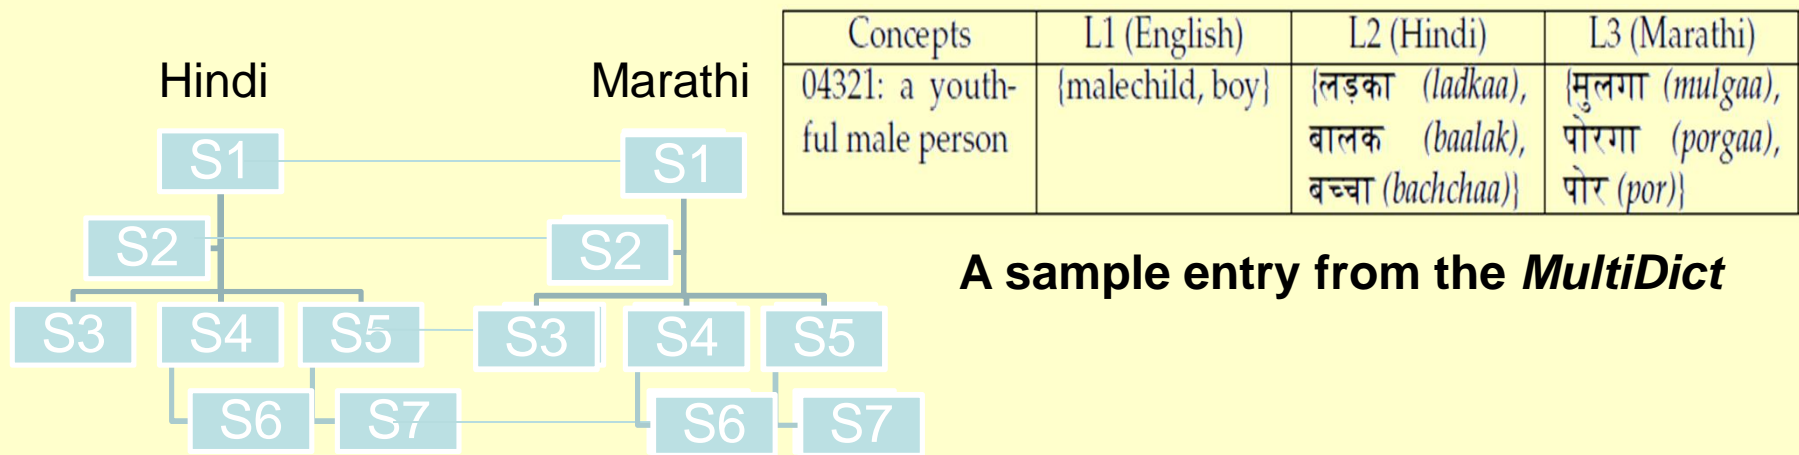 Hindi
Marathi
S1
S1
S2
S2
S3
S4
S5
S3
S4
S5
S6
S7
S6
S7
Concepts
L1 (English)
L2 (Hindi)
L3 (Marathi)
04321: a youth-
ful male person
{malechild, boy}
{लड़का (ladkaa),
बालक (baalak),
बच्चा (bachchaa)}
{मुलगा (mulgaa),
पोरगा (porgaa),
पोर (por)}
A sample entry from the MultiDict